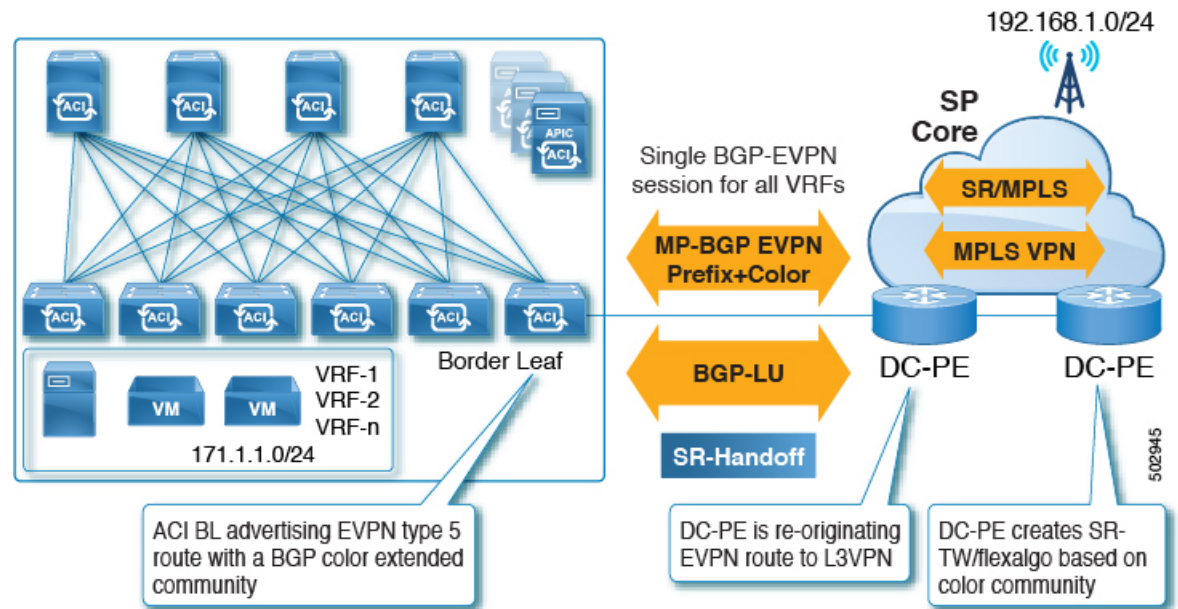 192.168.1.0/24
ACI
ACI
ACI
ACI
APIC
ACI
SP
Core
Single BGP-EVPN
session for all VRFs
SR/MPLS
MP-BGP EVPN
Prefix+Color
MPLS VPN
ACI
ACI
ACI
ACI
ACI
ACI
Border Leaf
BGP-LU
DC-PE
DC-PE
VM
VM
VRF-1
VRF-2
VRF-n
171.1.1.0/24
SR-Handoff
502945
ACI BL advertising EVPN type 5
route with a BGP color extended
community
DC-PE is re-originating
EVPN route to L3VPN
DC-PE creates SR-
TW/flexalgo based on
color community